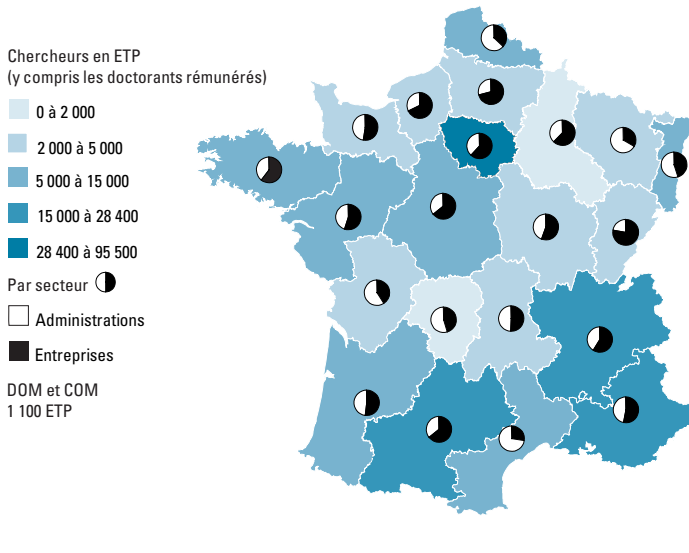 Chercheurs en ETP
(y compris les doctorants rémunérés)
0 à 2 000
2 000 à 5 000
5 000 à 15 000
15 000 à 28 400
28 400 à 95 500
Par secteur
Administrations
Entreprises
DOM et COM
1 100 ETP